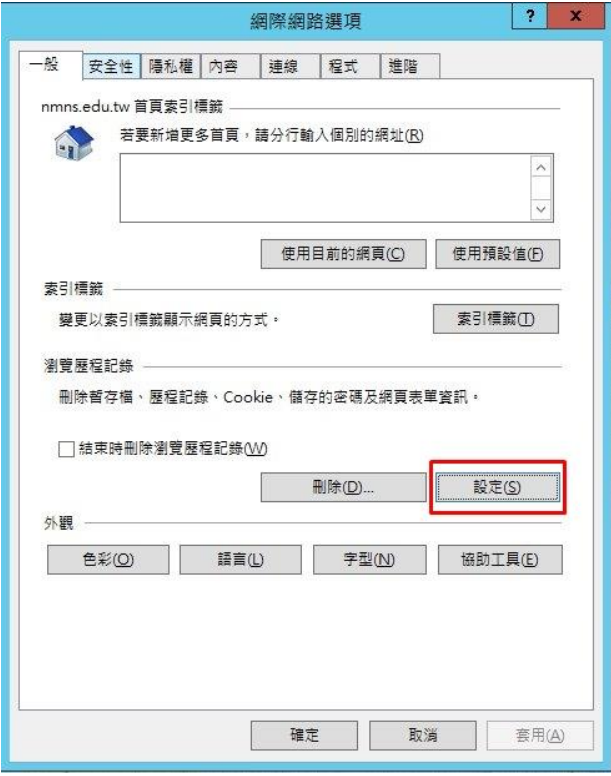 網際網路選項
?
x
一般 安全性 隱私權 內容 連線 程式 進階
nmns.edu.tw 首頁索引標籤
若要新增更多首頁，請分行輸入個別的網址(R)
使用目前的網頁(C) 使用預設值(F)
索引標籤
變更以索引標籤顯示網頁的方式。 索引標籤(T)
瀏覽歷程記錄
刪除暫存檔、歷程記錄、Cookie、儲存的密碼及網頁表單資訊。
結束時刪除瀏覽歷程記錄(W)
刪除(D)... 設定(S)
外觀
色彩(O) 語言(L) 字型(N) 協助工具(E)
確定 取消 套用(A)